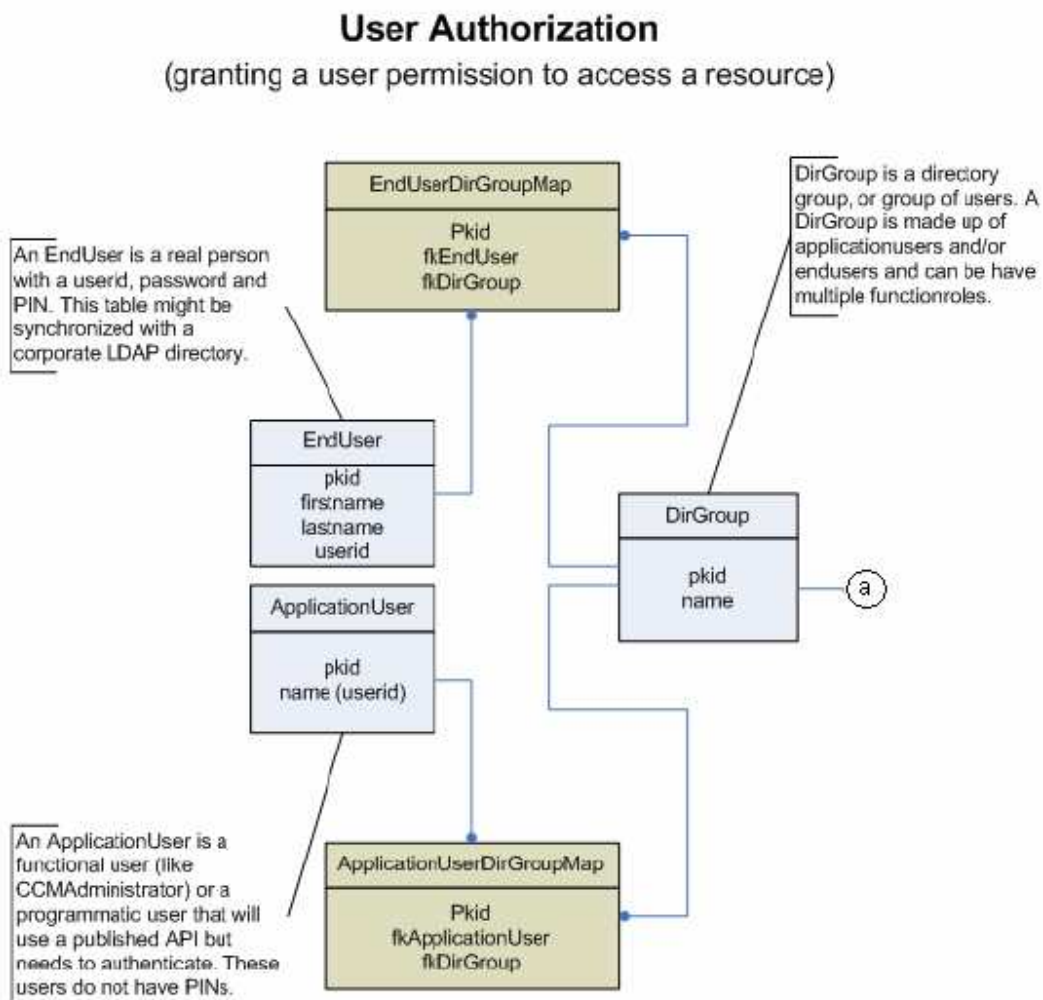 User Authorization
(granting a user permission to access a resource)
EndUserDirGroupMap
Pkid
fkEndUser
fkDirGroup
DirGroup is a directory
group, or group of users. A
DirGroup is made up of
applicationusers and/or
endusers and can be have
multiple functionroles.
An EndUser is a real person
with a userid, password and
PIN. This table might be
synchronized with a
corporate LDAP directory.
EndUser
pkid
firstname
lastname
userid
DirGroup
pkid
name
a
ApplicationUser
pkid
name (userid)
An ApplicationUser is a
functional user (like
CCMAdministrator) or a
programmatic user that will
use a published API but
needs to authenticate. These
users do not have PINs.
ApplicationUserDirGroupMap
Pkid
fkApplicationUser
fkDirGroup